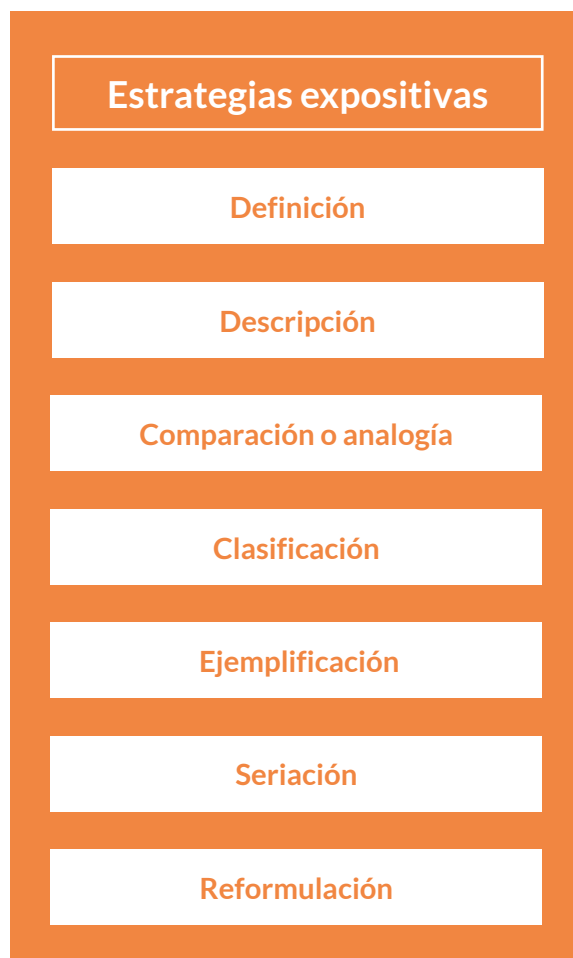 Estrategias expositivas
Definición
Descripción
Comparación o analogía
Clasificación
Ejemplificación
Seriación
Reformulación